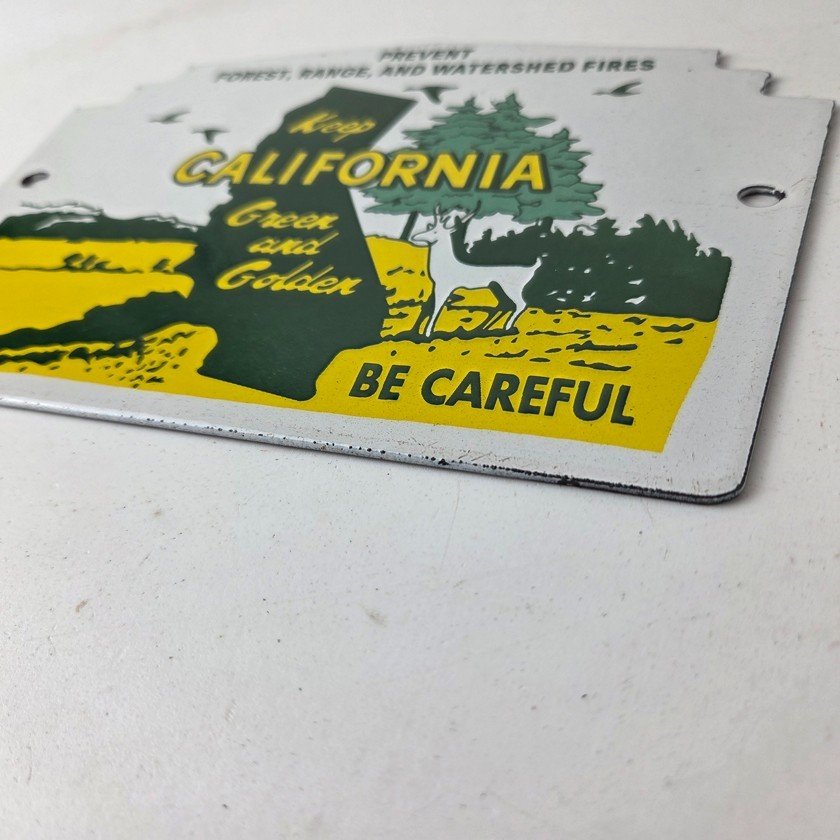 PREVENT
FOREST, RANGE, AND WATERSHED FIRES
Keep
CALIFORNIA
Green
and
Golden
BE CAREFUL